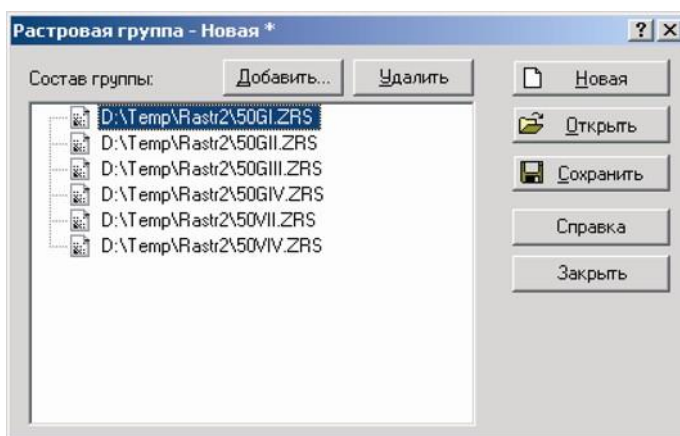 Растровая группа - Новая *
Состав группы:
Добавить...
Удалить
D:\Temp\Rastr2\50GI.ZRS
D:\Temp\Rastr2\50GII.ZRS
D:\Temp\Rastr2\50GIII.ZRS
D:\Temp\Rastr2\50GIV.ZRS
D:\Temp\Rastr2\50VII.ZRS
D:\Temp\Rastr2\50VIV.ZRS
Новая
Открыть
Сохранить
Справка
Закрыть